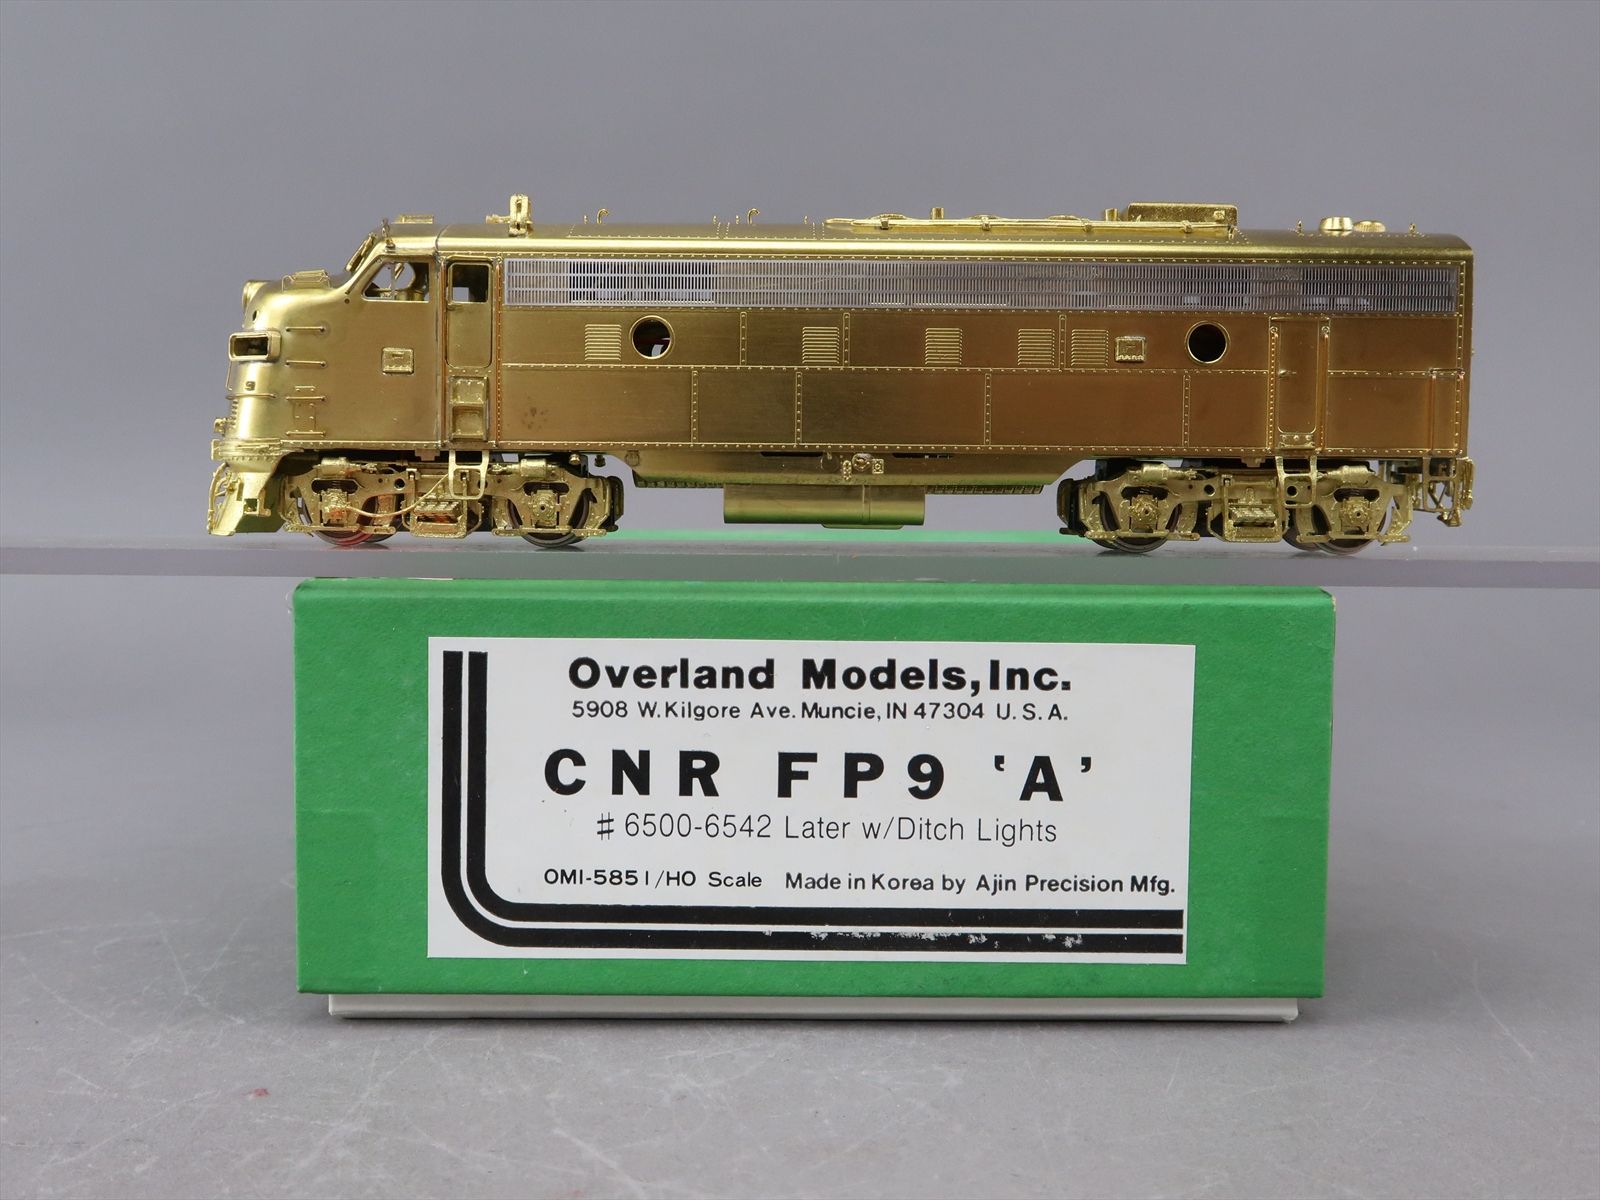 Overland Models, Inc.
5908 W. Kilgore Ave. Muncie, IN 47304 U. S. A.
CNR FP9 'A'
# 6500-6542 Later w/Ditch Lights
OMI-5851/HO Scale Made in Korea by Ajin Precision Mfg.